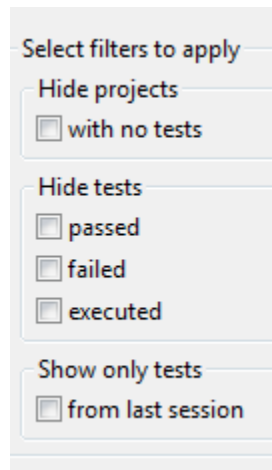 Select filters to apply
Hide projects
with no tests
Hide tests
passed
failed
executed
Show only tests
from last session